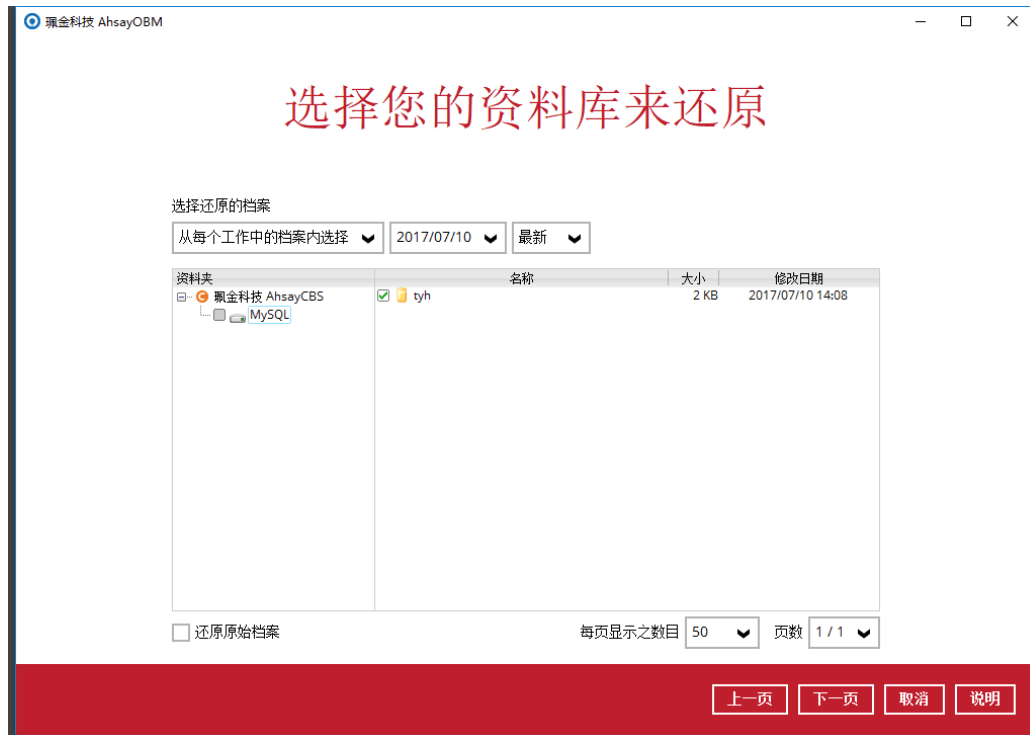 珮金科技 AhsayOBM
选择您的资料库来还原
选择还原的档案
从每个工作中的档案内选择 2017/07/10 最新
资料夹 名称 大小 修改日期
珮金科技 AhsayCBS tyh 2 KB 2017/07/10 14:08
MySQL
还原原始档案 每页显示之数目 50 页数 1 / 1
上一页 下一页 取消 说明